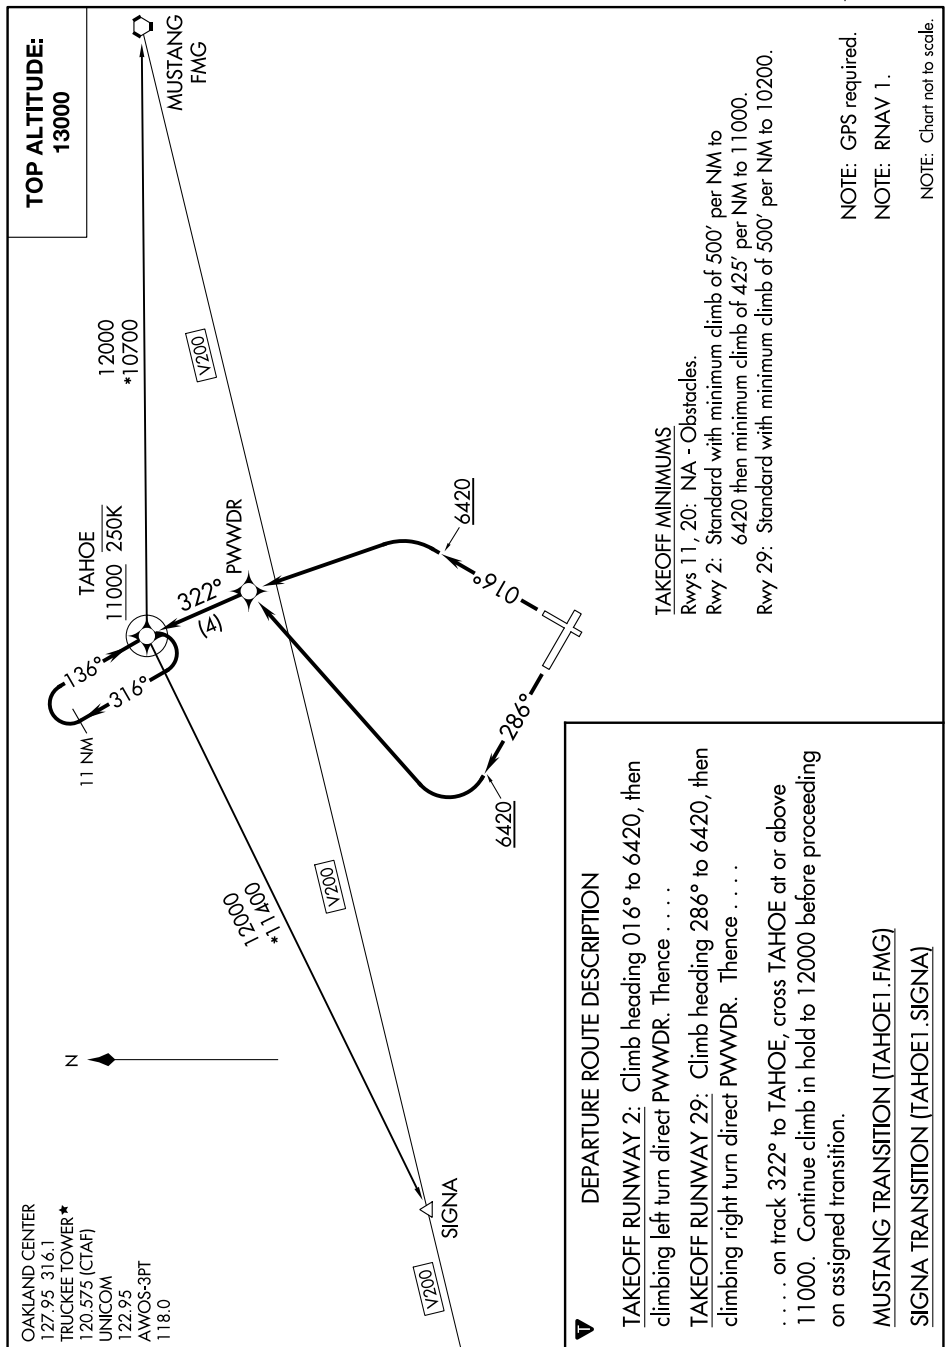 OAKLAND CENTER
127.95 316.1
TRUCKEE TOWER★
120.575 (CTAF)
UNICOM
122.95
AWOS-3PT
118.0
TOP ALTITUDE:
13000
N
11 NM
136°
316°
TAHOE
11000 250K
12000
*10700
MUSTANG
FMG
322°
(4)
PWWDR
12000
*11400
V200
V200
V200
SIGNA
6420
286°
016°
6420
TAKEOFF MINIMUMS
Rwys 11, 20: NA - Obstacles.
Rwy 2: Standard with minimum climb of 500' per NM to
6420 then minimum climb of 425' per NM to 11000.
Rwy 29: Standard with minimum climb of 500' per NM to 10200.
NOTE: GPS required.
NOTE: RNAV 1.
NOTE: Chart not to scale.
T
DEPARTURE ROUTE DESCRIPTION
TAKEOFF RUNWAY 2: Climb heading 016° to 6420, then
climbing left turn direct PWWDR. Thence . . . .
TAKEOFF RUNWAY 29: Climb heading 286° to 6420, then
climbing right turn direct PWWDR. Thence . . . .
. . . . on track 322° to TAHOE, cross TAHOE at or above
11000. Continue climb in hold to 12000 before proceeding
on assigned transition.
MUSTANG TRANSITION (TAHOE1.FMG)
SIGNA TRANSITION (TAHOE1.SIGNA)